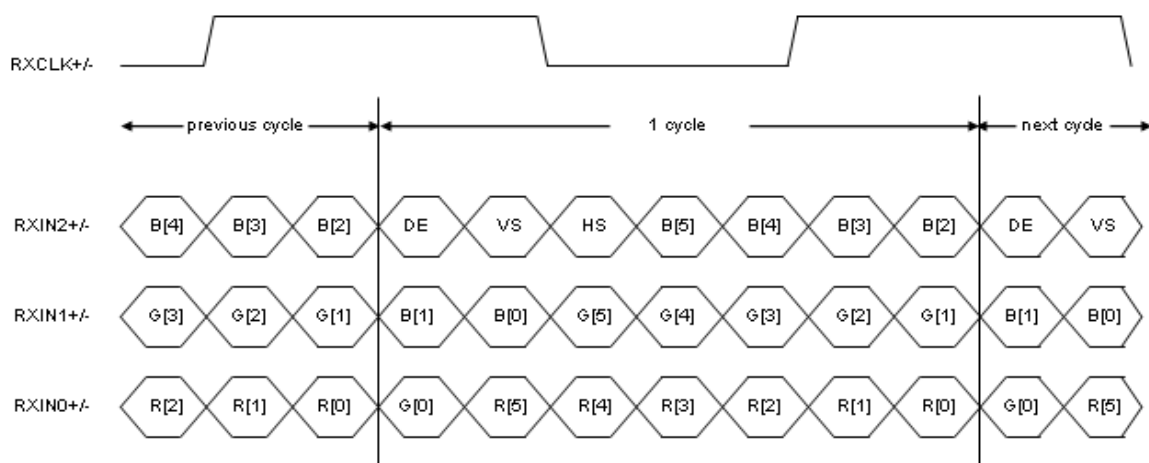 RXCLK+/-
previous cycle 1 cycle next cycle
RXIN2+/- B[4] B[3] B[2] DE VS HS B[5] B[4] B[3] B[2] DE VS
RXIN1+/- G[3] G[2] G[1] B[1] B[0] G[5] G[4] G[3] G[2] G[1] B[1] B[0]
RXIN0+/- R[2] R[1] R[0] G[0] R[5] R[4] R[3] R[2] R[1] R[0] G[0] R[5]